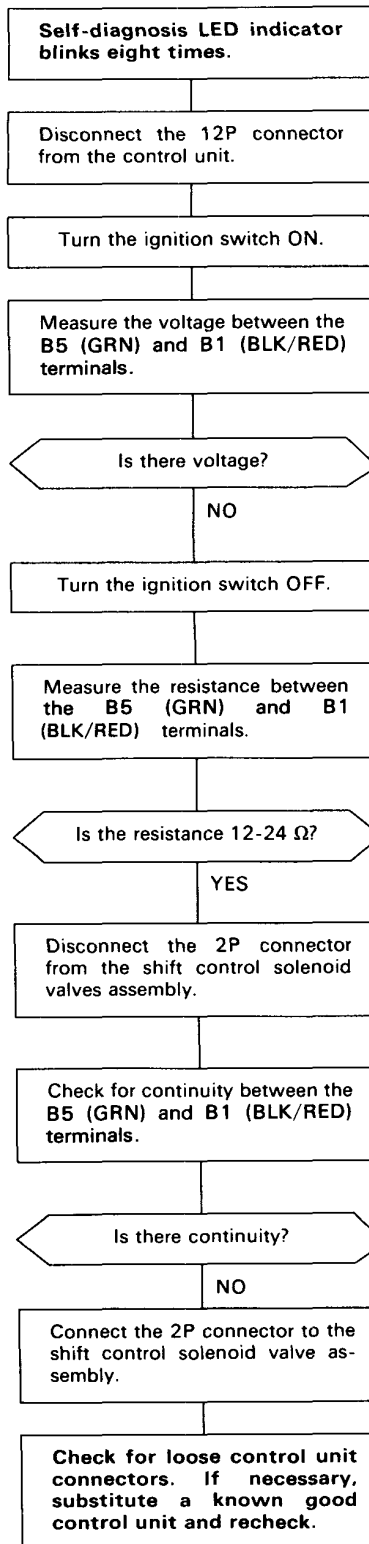 Self-diagnosis LED indicator
blinks eight times.
Disconnect the 12P connector
from the control unit.
Turn the ignition switch ON.
Measure the voltage between the
B5 (GRN) and B1 (BLK/RED)
terminals.
Is there voltage?
NO
Turn the ignition switch OFF.
Measure the resistance between
the B5 (GRN) and B1
(BLK/RED) terminals.
Is the resistance 12-24 Ω?
YES
Disconnect the 2P connector
from the shift control solenoid
valves assembly.
Check for continuity between the
B5 (GRN) and B1 (BLK/RED)
terminals.
Is there continuity?
NO
Connect the 2P connector to the
shift control solenoid valve as-
sembly.
Check for loose control unit
connectors. If necessary,
substitute a known good
control unit and recheck.